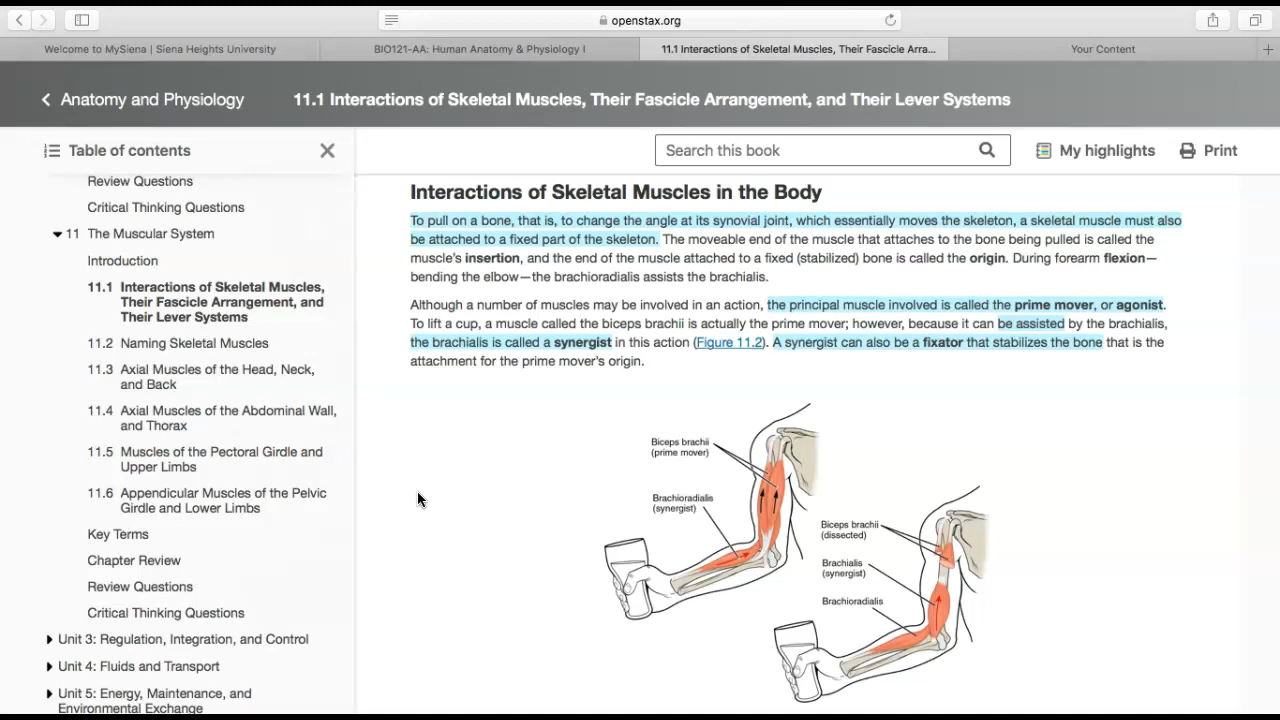 openstax.org
Welcome to MySiena | Siena Heights University
BIO121-AA: Human Anatomy & Physiology I
11.1 Interactions of Skeletal Muscles, Their Fascicle Arra...
Your Content
Anatomy and Physiology
11.1 Interactions of Skeletal Muscles, Their Fascicle Arrangement, and Their Lever Systems
Table of contents
Search this book
My highlights
Print
Review Questions
Critical Thinking Questions
11 The Muscular System
Introduction
11.1 Interactions of Skeletal Muscles,
Their Fascicle Arrangement, and
Their Lever Systems
11.2 Naming Skeletal Muscles
11.3 Axial Muscles of the Head, Neck,
and Back
11.4 Axial Muscles of the Abdominal Wall,
and Thorax
11.5 Muscles of the Pectoral Girdle and
Upper Limbs
11.6 Appendicular Muscles of the Pelvic
Girdle and Lower Limbs
Key Terms
Chapter Review
Review Questions
Critical Thinking Questions
Unit 3: Regulation, Integration, and Control
Unit 4: Fluids and Transport
Unit 5: Energy, Maintenance, and
Environmental Exchange
Interactions of Skeletal Muscles in the Body
To pull on a bone, that is, to change the angle at its synovial joint, which essentially moves the skeleton, a skeletal muscle must also
be attached to a fixed part of the skeleton. The moveable end of the muscle that attaches to the bone being pulled is called the
muscle's insertion, and the end of the muscle attached to a fixed (stabilized) bone is called the origin. During forearm flexion—
bending the elbow—the brachioradialis assists the brachialis.
Although a number of muscles may be involved in an action, the principal muscle involved is called the prime mover, or agonist.
To lift a cup, a muscle called the biceps brachii is actually the prime mover; however, because it can be assisted by the brachialis,
the brachialis is called a synergist in this action (Figure 11.2). A synergist can also be a fixator that stabilizes the bone that is the
attachment for the prime mover's origin.
Biceps brachii
(prime mover)
Brachioradialis
(synergist)
Biceps brachii
(dissected)
Brachialis
(synergist)
Brachioradialis